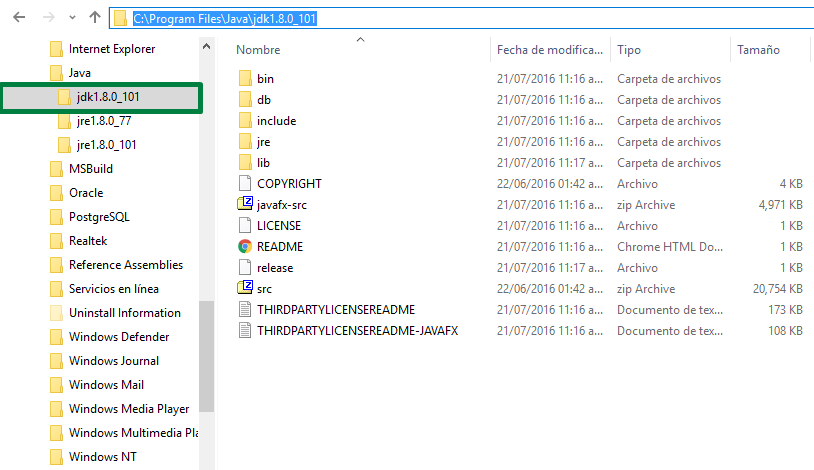 C:\Program Files\Java\jdk1.8.0_101
Internet Explorer
Java
jdk1.8.0_101
jre1.8.0_77
jre1.8.0_101
MSBuild
Oracle
PostgreSQL
Realtek
Reference Assemblies
Servicios en línea
Uninstall Information
Windows Defender
Windows Journal
Windows Mail
Windows Media Player
Windows Multimedia Pla
Windows NT
Nombre Fecha de modifica... Tipo Tamaño
bin 21/07/2016 11:16 a... Carpeta de archivos
db 21/07/2016 11:16 a... Carpeta de archivos
include 21/07/2016 11:16 a... Carpeta de archivos
jre 21/07/2016 11:16 a... Carpeta de archivos
lib 21/07/2016 11:17 a... Carpeta de archivos
COPYRIGHT 22/06/2016 01:42 a... Archivo 4 KB
javafx-src 21/07/2016 11:16 a... zip Archive 4,971 KB
LICENSE 21/07/2016 11:16 a... Archivo 1 KB
README 21/07/2016 11:16 a... Chrome HTML Do... 1 KB
release 21/07/2016 11:17 a... Archivo 1 KB
src 22/06/2016 01:42 a... zip Archive 20,754 KB
THIRDPARTYLICENSEREADME 21/07/2016 11:16 a... Documento de tex... 173 KB
THIRDPARTYLICENSEREADME-JAVAFX 21/07/2016 11:16 a... Documento de tex... 108 KB